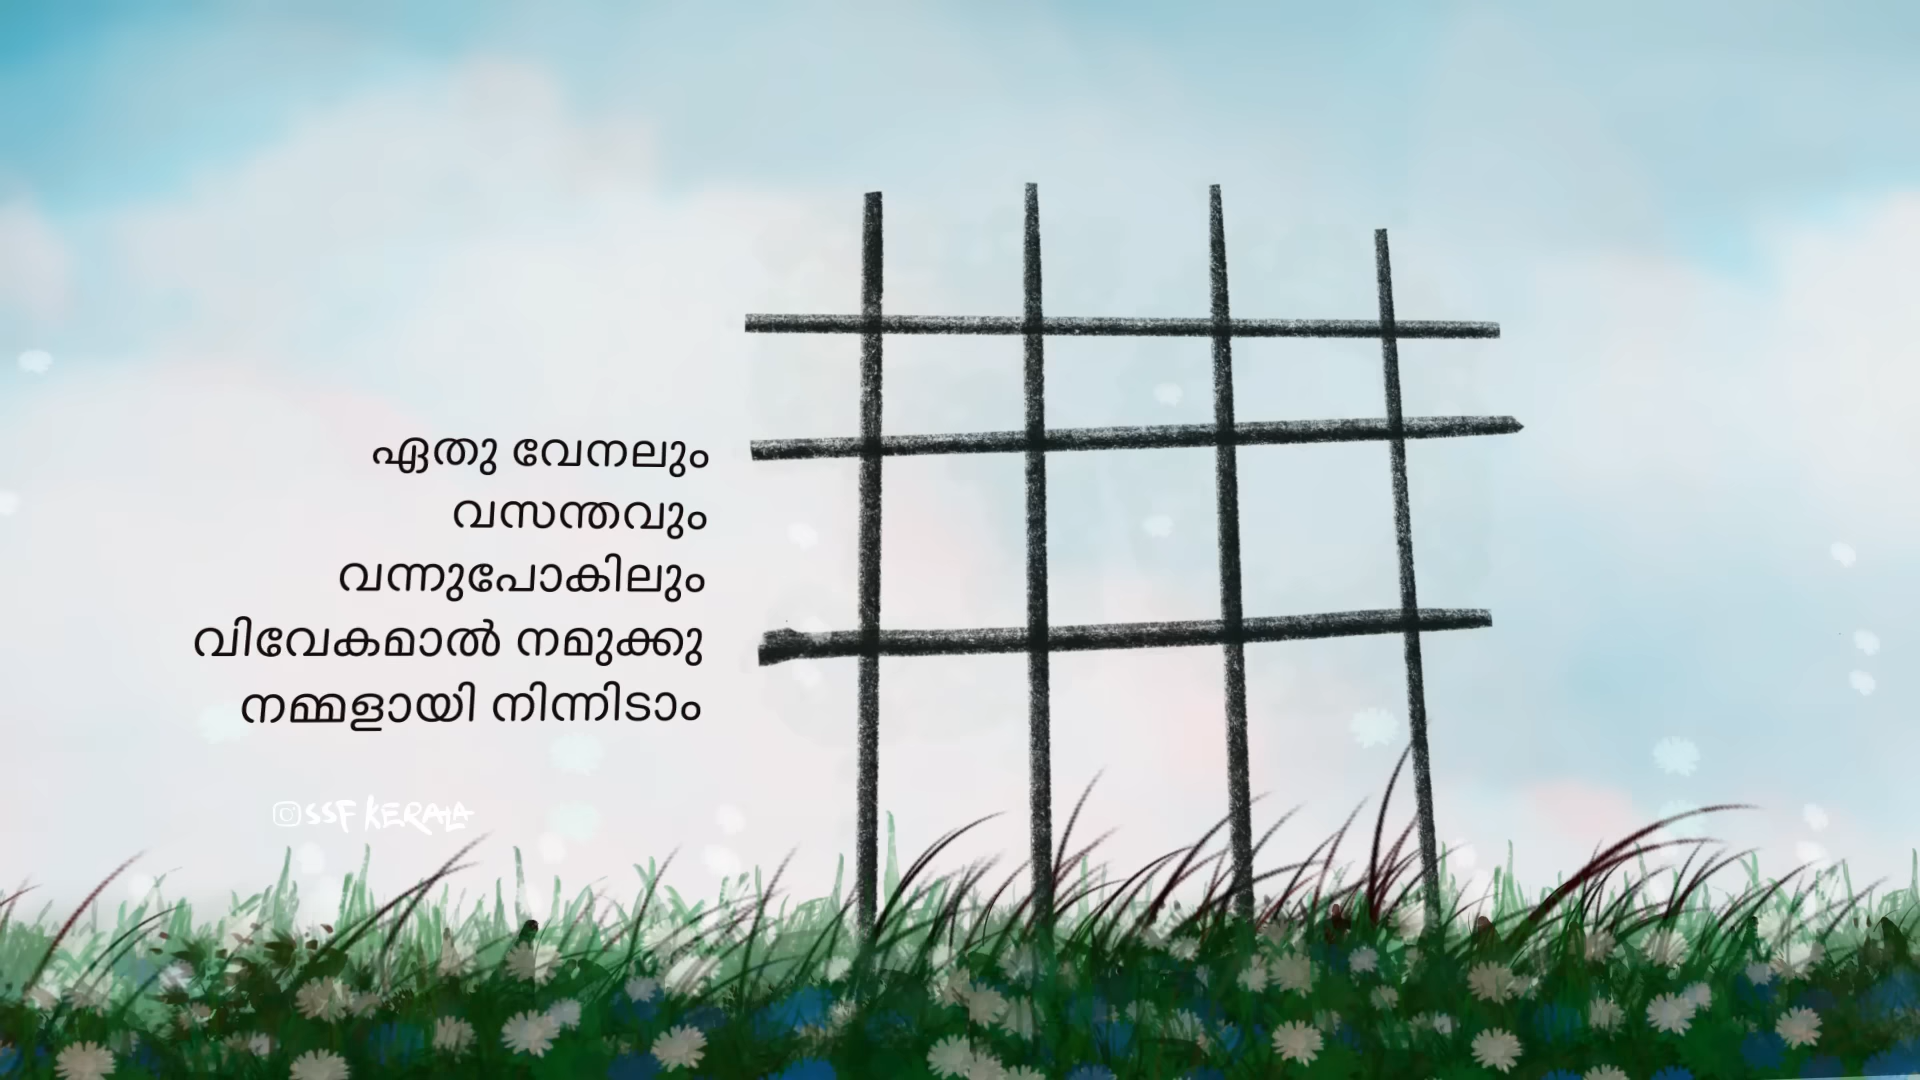 ഏതു വേനലും
വസന്തവും
വന്നുപോകിലും
വിവേകമാൽ നമുക്കു
നമ്മളായി നിന്നിടാം
SSF KERALA